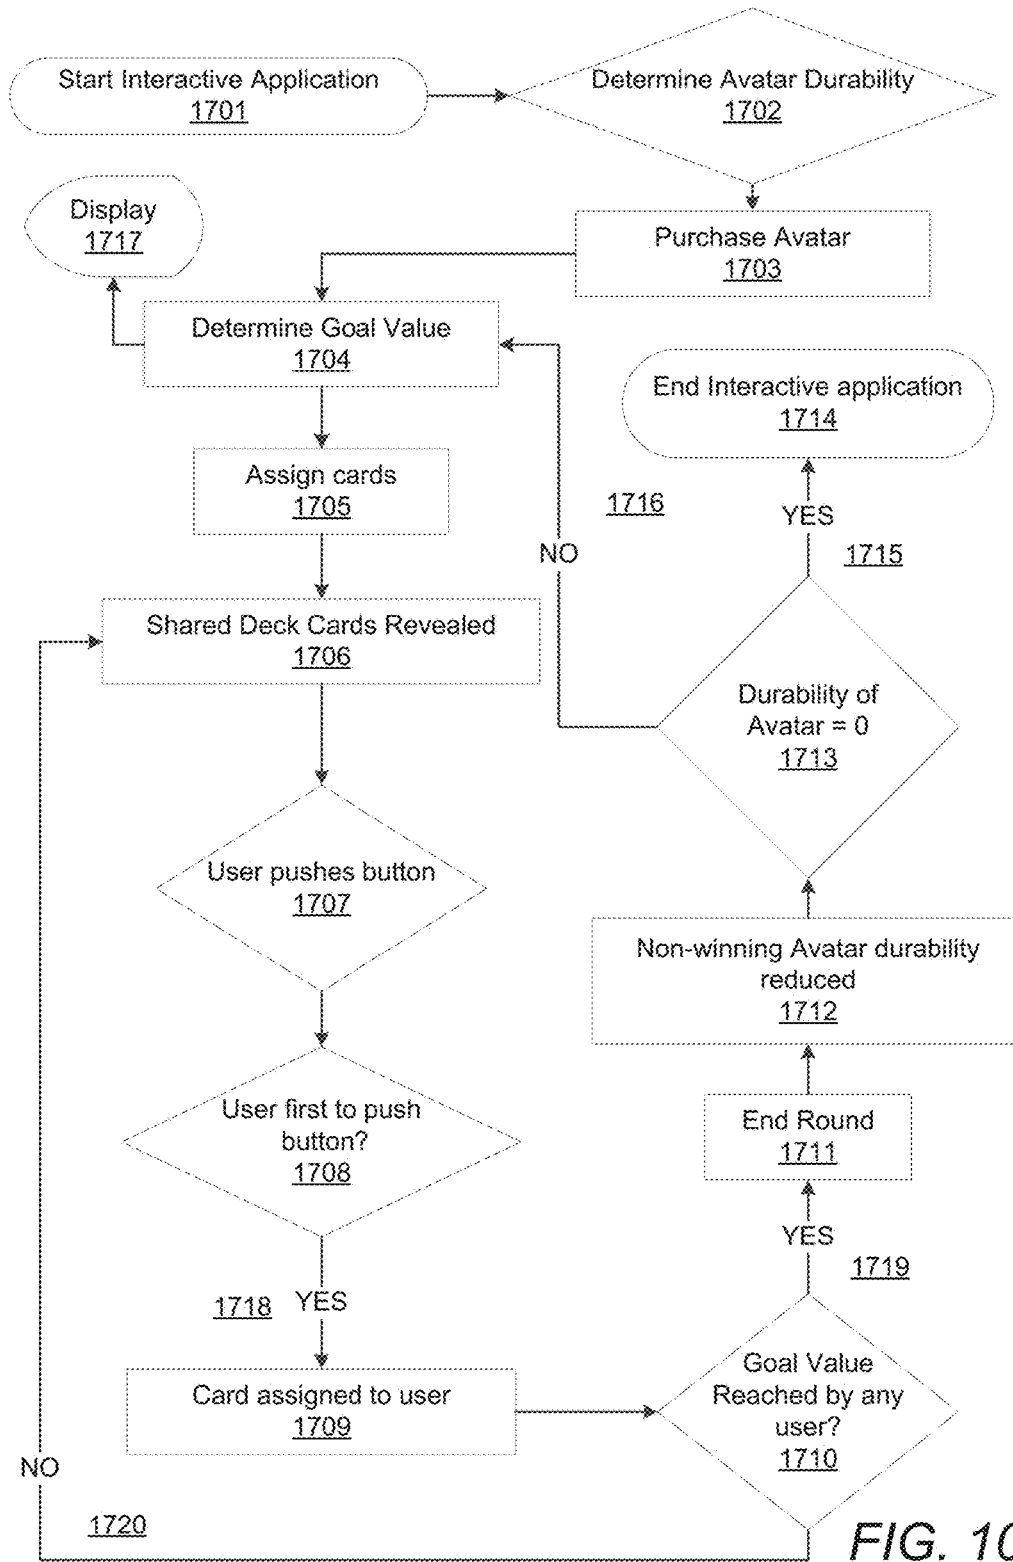 Start Interactive Application
1701
Determine Avatar Durability
1702
Display
1717
Purchase Avatar
1703
Determine Goal Value
1704
End Interactive application
1714
Assign cards
1705
1716
YES
NO
1715
Shared Deck Cards Revealed
1706
Durability of
Avatar = 0
1713
User pushes button
1707
Non-winning Avatar durability
reduced
1712
User first to push
button?
1708
End Round
1711
YES
1719
1718
YES
Card assigned to user
1709
Goal Value
Reached by any
user?
1710
NO
1720
FIG. 10